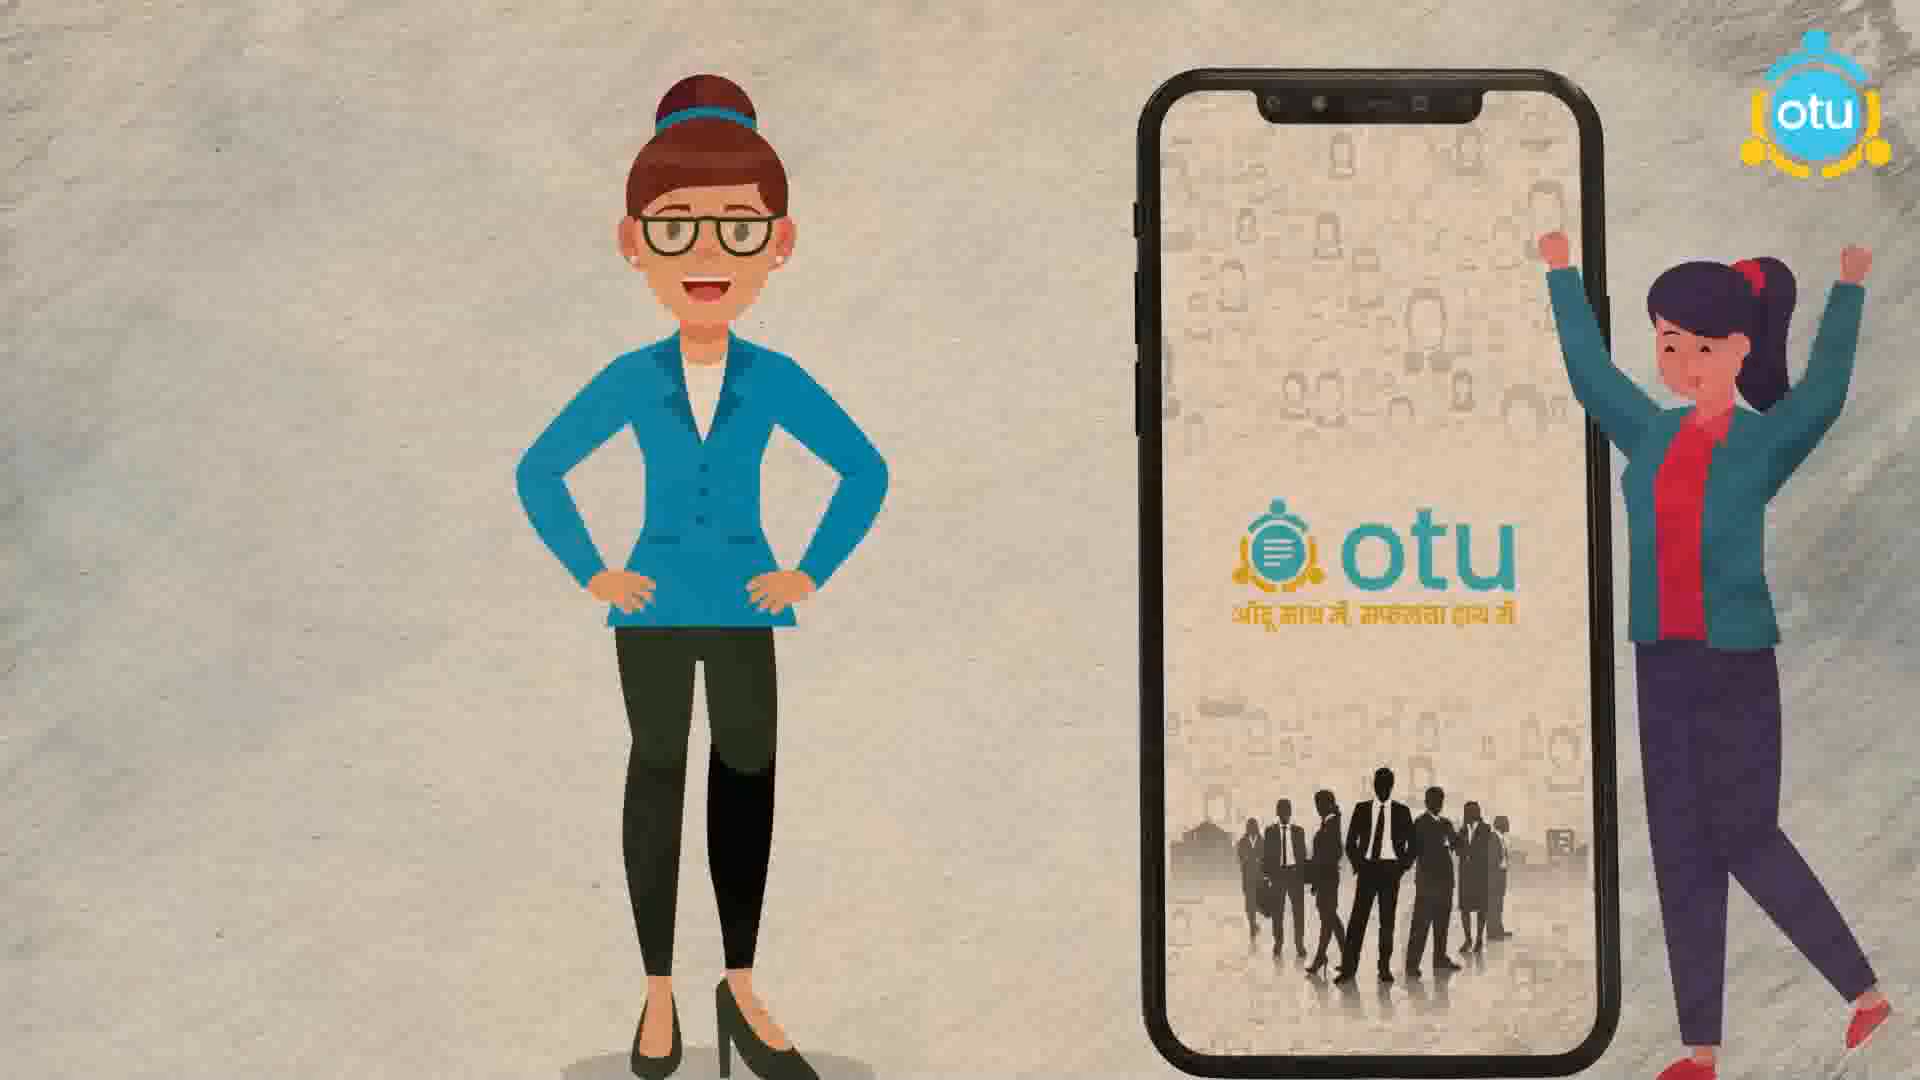 otu
otu
ओटू साथ में, सफलता हाथ में